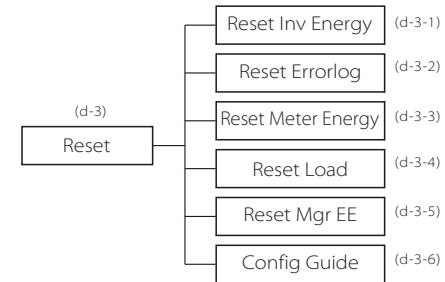 (d-3)
Reset
Reset Inv Energy (d-3-1)
Reset Errorlog (d-3-2)
Reset Meter Energy (d-3-3)
Reset Load (d-3-4)
Reset Mgr EE (d-3-5)
Config Guide (d-3-6)